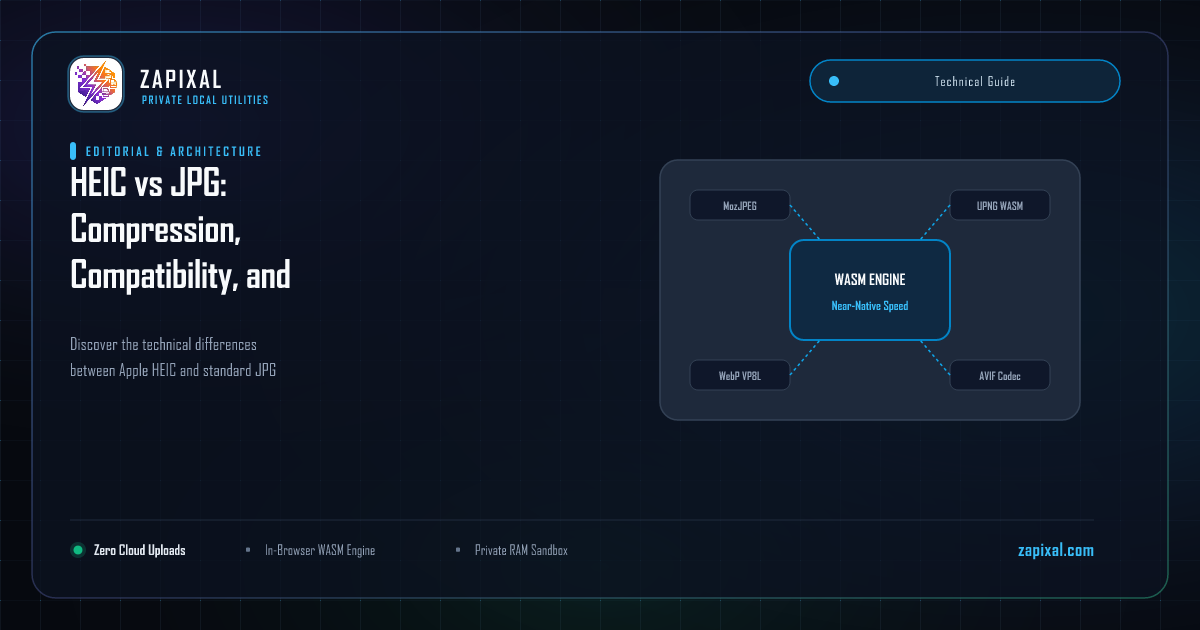 ZAPIXAL
PRIVATE LOCAL UTILITIES
Technical Guide
EDITORIAL & ARCHITECTURE
HEIC vs JPG:
Compression,
Compatibility, and
Discover the technical differences
between Apple HEIC and standard JPG
MozJPEG
UPNG WASM
WASM ENGINE
Near-Native Speed
WebP VP8L
AVIF Codec
Zero Cloud Uploads
In-Browser WASM Engine
Private RAM Sandbox
zapixal.com